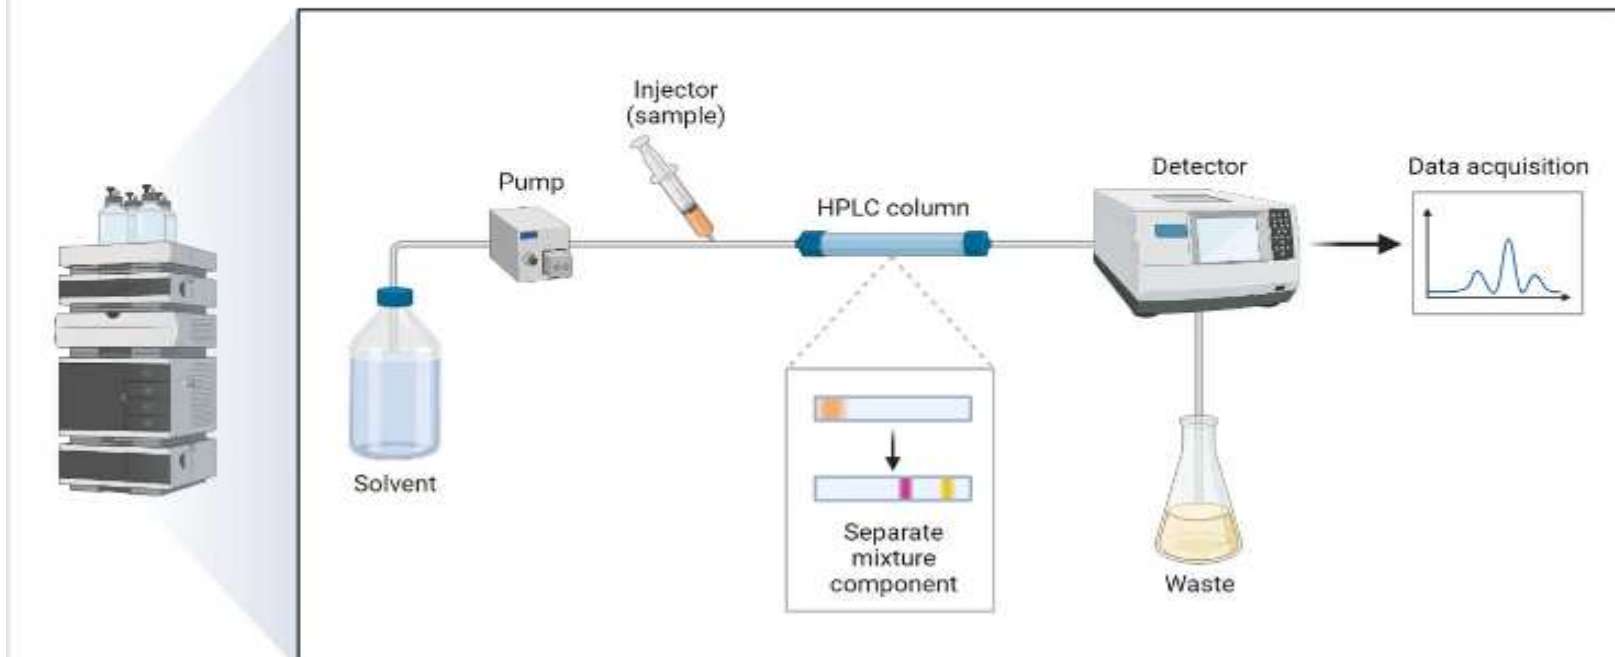 Injector
(sample)
Pump
HPLC column
Detector
Data acquisition
Solvent
Separate
mixture
component
Waste